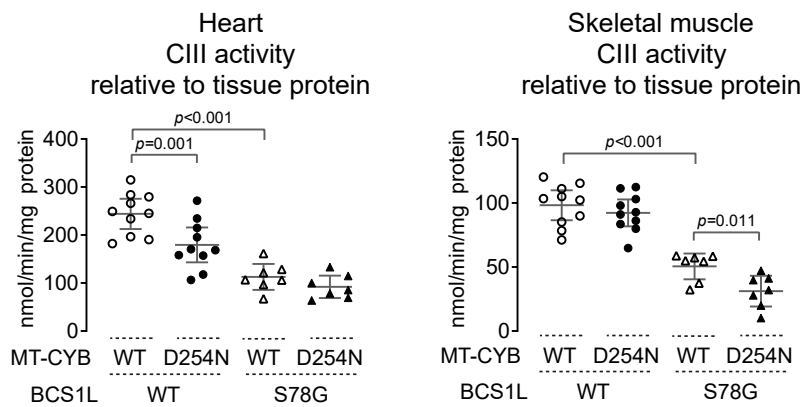 Heart
CIII activity
relative to tissue protein
nmol/min/mg protein
400
300
200
100
0
p<0.001
p=0.001
MT-CYB WT D254N WT D254N
BCS1L WT S78G
Skeletal muscle
CIII activity
relative to tissue protein
nmol/min/mg protein
150
100
50
0
p<0.001
p=0.011
MT-CYB WT D254N WT D254N
BCS1L WT S78G